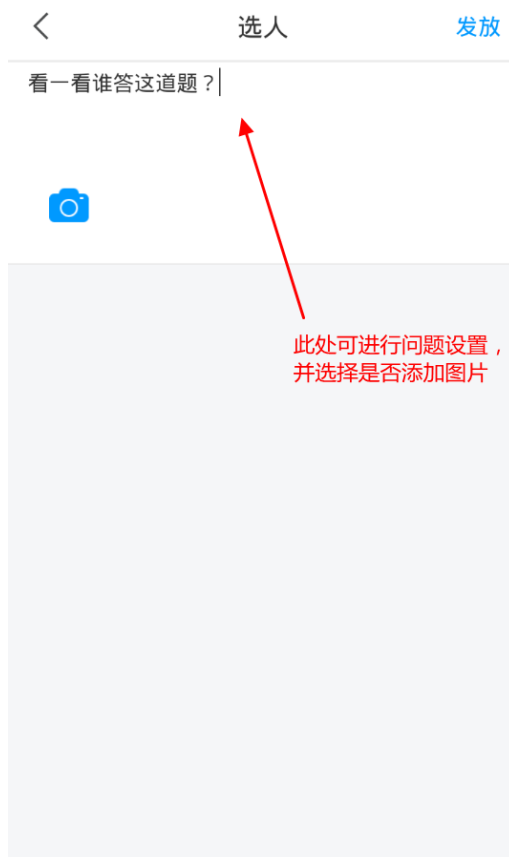 选人
发放
看一看谁答这道题？
此处可进行问题设置，
并选择是否添加图片